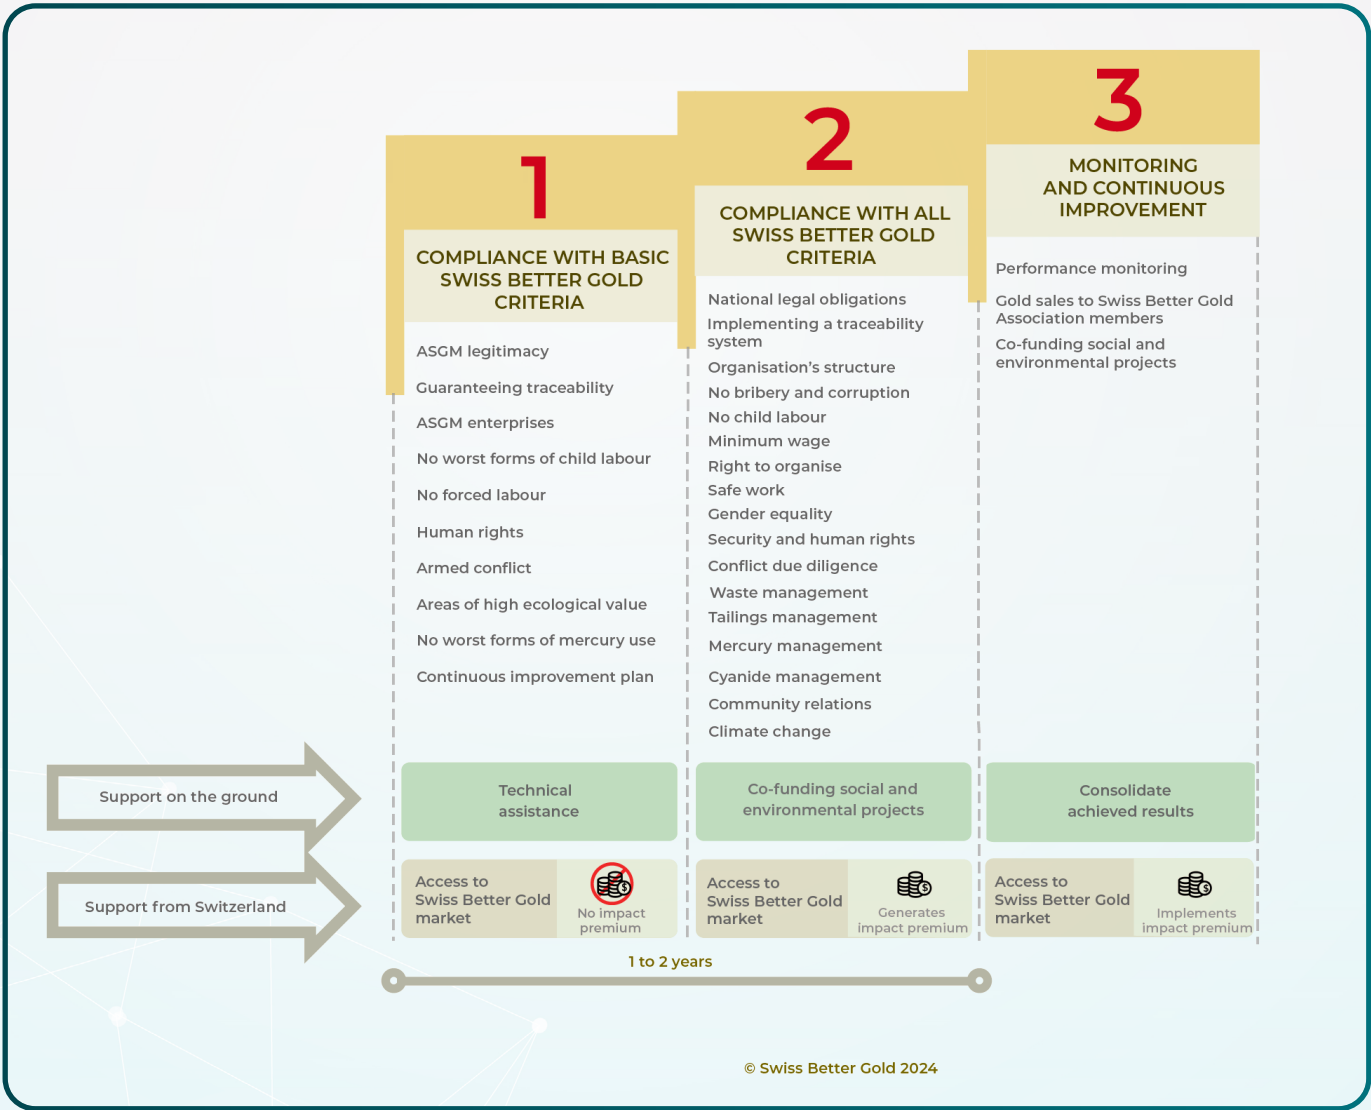 1
COMPLIANCE WITH BASIC
SWISS BETTER GOLD
CRITERIA
ASGM legitimacy
Guaranteeing traceability
ASGM enterprises
No worst forms of child labour
No forced labour
Human rights
Armed conflict
Areas of high ecological value
No worst forms of mercury use
Continuous improvement plan
2
COMPLIANCE WITH ALL
SWISS BETTER GOLD
CRITERIA
National legal obligations
Implementing a traceability
system
Organisation’s structure
No bribery and corruption
No child labour
Minimum wage
Right to organise
Safe work
Gender equality
Security and human rights
Conflict due diligence
Waste management
Tailings management
Mercury management
Cyanide management
Community relations
Climate change
3
MONITORING
AND CONTINUOUS
IMPROVEMENT
Performance monitoring
Gold sales to Swiss Better Gold
Association members
Co-funding social and
environmental projects
Support on the ground
Technical
assistance
Co-funding social and
environmental projects
Consolidate
achieved results
Support from Switzerland
Access to
Swiss Better Gold
market
$
No impact
premium
Access to
Swiss Better Gold
market
$
Generates
impact premium
Access to
Swiss Better Gold
market
$
Implements
impact premium
1 to 2 years
© Swiss Better Gold 2024